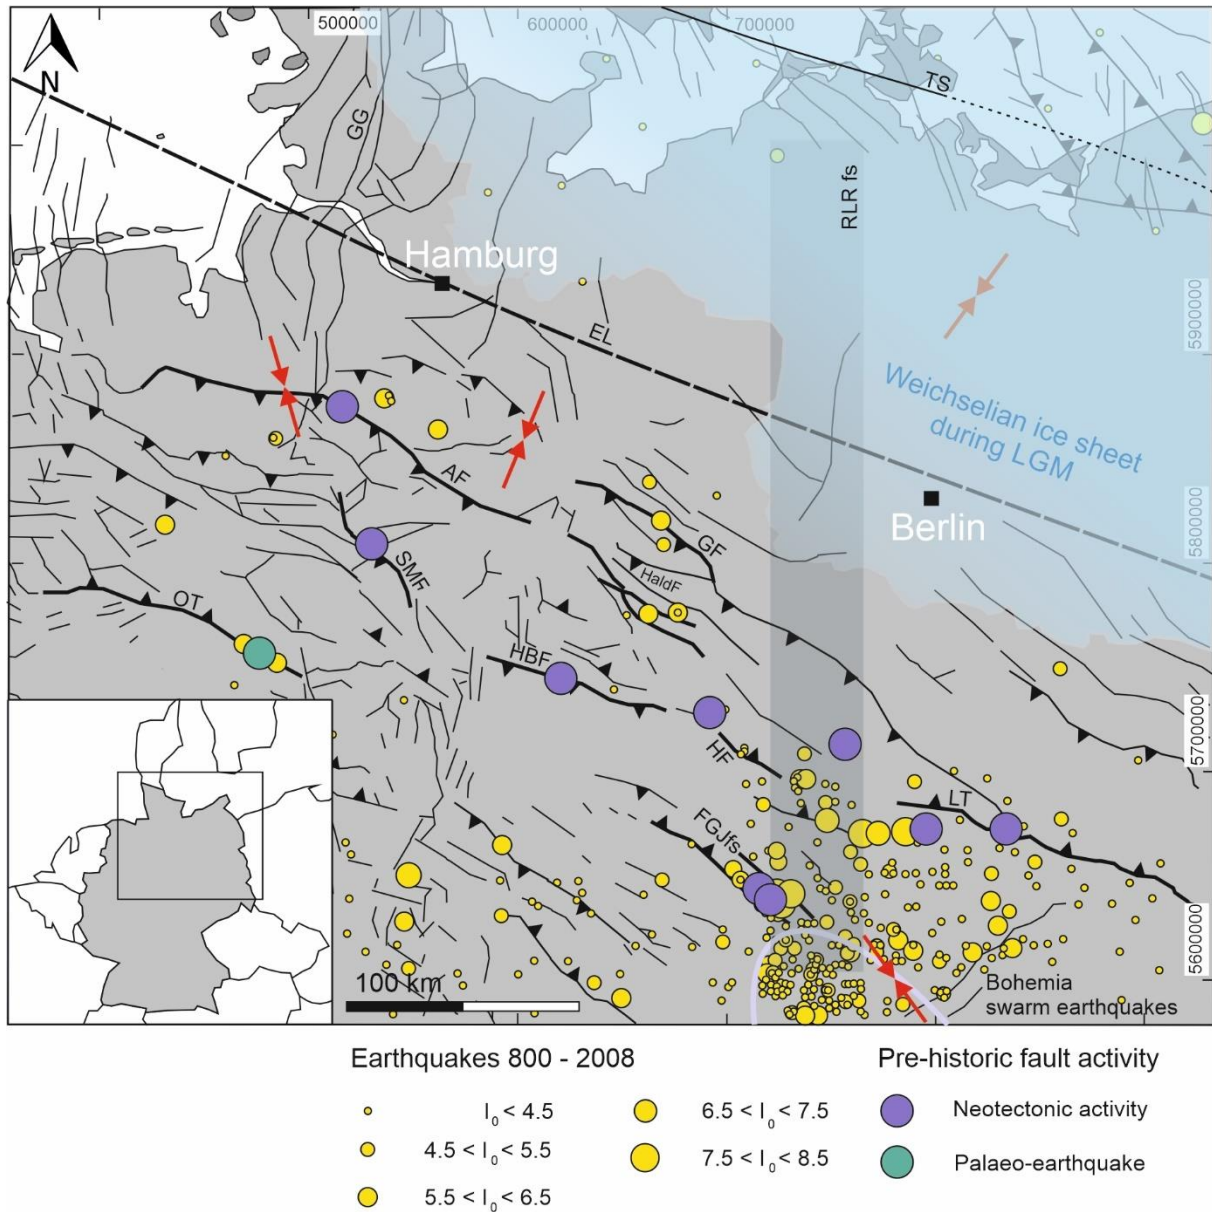 500000
600000
700000
N
GG
TS
RLR fs
Hamburg
EL
5900000
Weichselian ice sheet
during LGM
AF
Berlin
GF
5800000
SMF
HaldF
OT
HBF
HF
5700000
LT
FGJfs
5600000
100 km
Bohemia
swarm earthquakes
Earthquakes 800 - 2008
Pre-historic fault activity
I₀ < 4.5
6.5 < I₀ < 7.5
Neotectonic activity
4.5 < I₀ < 5.5
7.5 < I₀ < 8.5
Palaeo-earthquake
5.5 < I₀ < 6.5